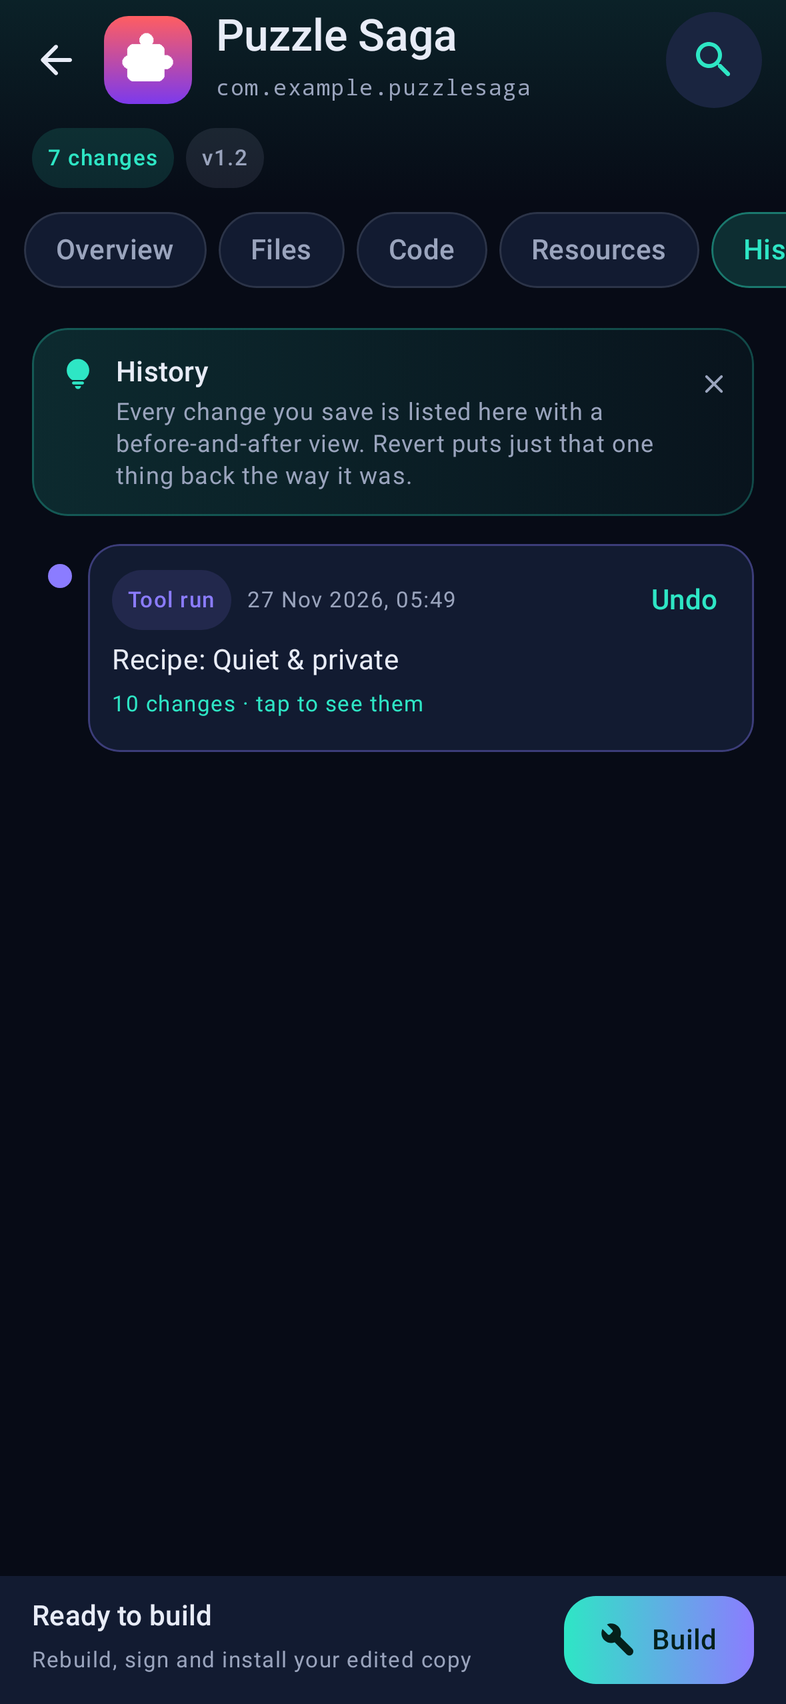 Puzzle Saga
com.example.puzzlesaga
7 changes
v1.2
Overview
Files
Code
Resources
His
History
Every change you save is listed here with a
before-and-after view. Revert puts just that one
thing back the way it was.
Tool run
27 Nov 2026, 05:49
Undo
Recipe: Quiet & private
10 changes · tap to see them
Ready to build
Rebuild, sign and install your edited copy
Build